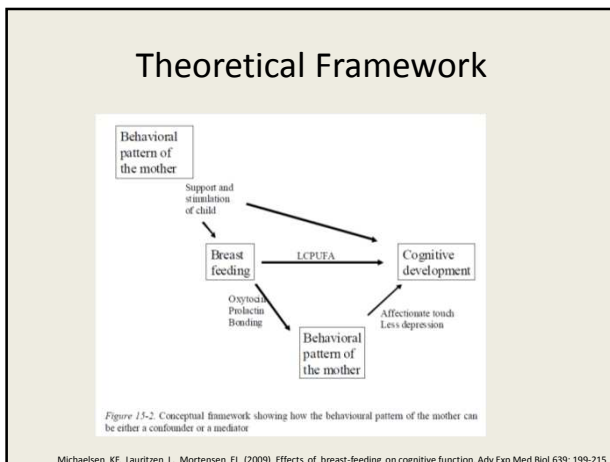 Theoretical Framework
Behavioral
pattern of
the mother
Support and
stimulation
of child
Breast
feeding
LCPUFA
Cognitive
development
Oxytocin
Prolactin
Bonding
Affectionate touch
Less depression
Behavioral
pattern of
the mother
Figure 15-2. Conceptual framework showing how the behavioural pattern of the mother can
be either a confounder or a mediator
Michaelsen, KF, Lauritzen, L, Mortensen, EL (2009). Effects of breast-feeding on cognitive function. Adv Exp Med Biol 639: 199-215